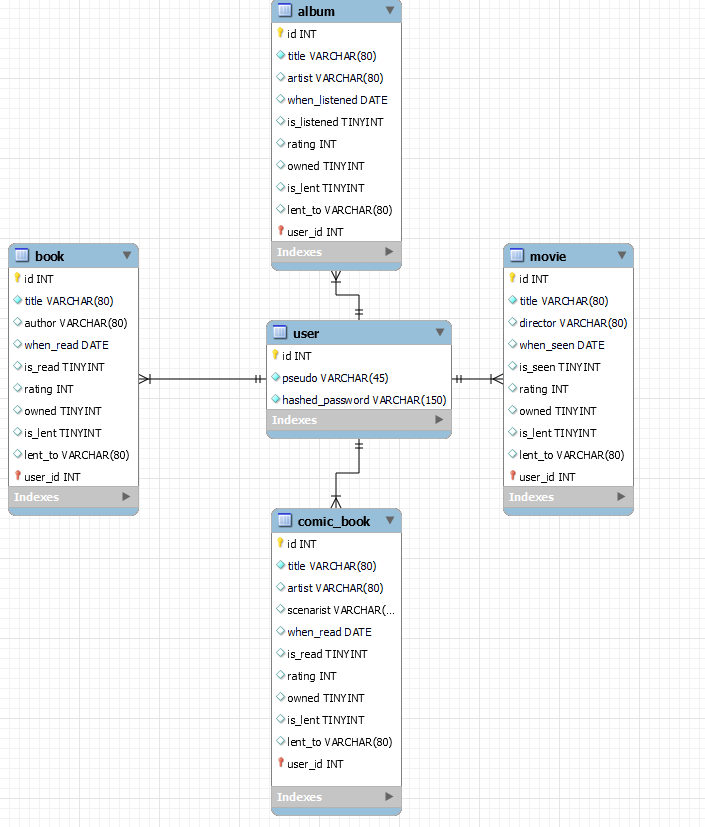 album
id INT
title VARCHAR(80)
artist VARCHAR(80)
when_listened DATE
is_listened TINYINT
rating INT
owned TINYINT
is_lent TINYINT
lent_to VARCHAR(80)
user_id INT
Indexes
book
id INT
title VARCHAR(80)
author VARCHAR(80)
when_read DATE
is_read TINYINT
rating INT
owned TINYINT
is_lent TINYINT
lent_to VARCHAR(80)
user_id INT
Indexes
user
id INT
pseudo VARCHAR(45)
hashed_password VARCHAR(150)
Indexes
movie
id INT
title VARCHAR(80)
director VARCHAR(80)
when_seen DATE
is_seen TINYINT
rating INT
owned TINYINT
is_lent TINYINT
lent_to VARCHAR(80)
user_id INT
Indexes
comic_book
id INT
title VARCHAR(80)
artist VARCHAR(80)
scenarist VARCHAR(...
when_read DATE
is_read TINYINT
rating INT
owned TINYINT
is_lent TINYINT
lent_to VARCHAR(80)
user_id INT
Indexes